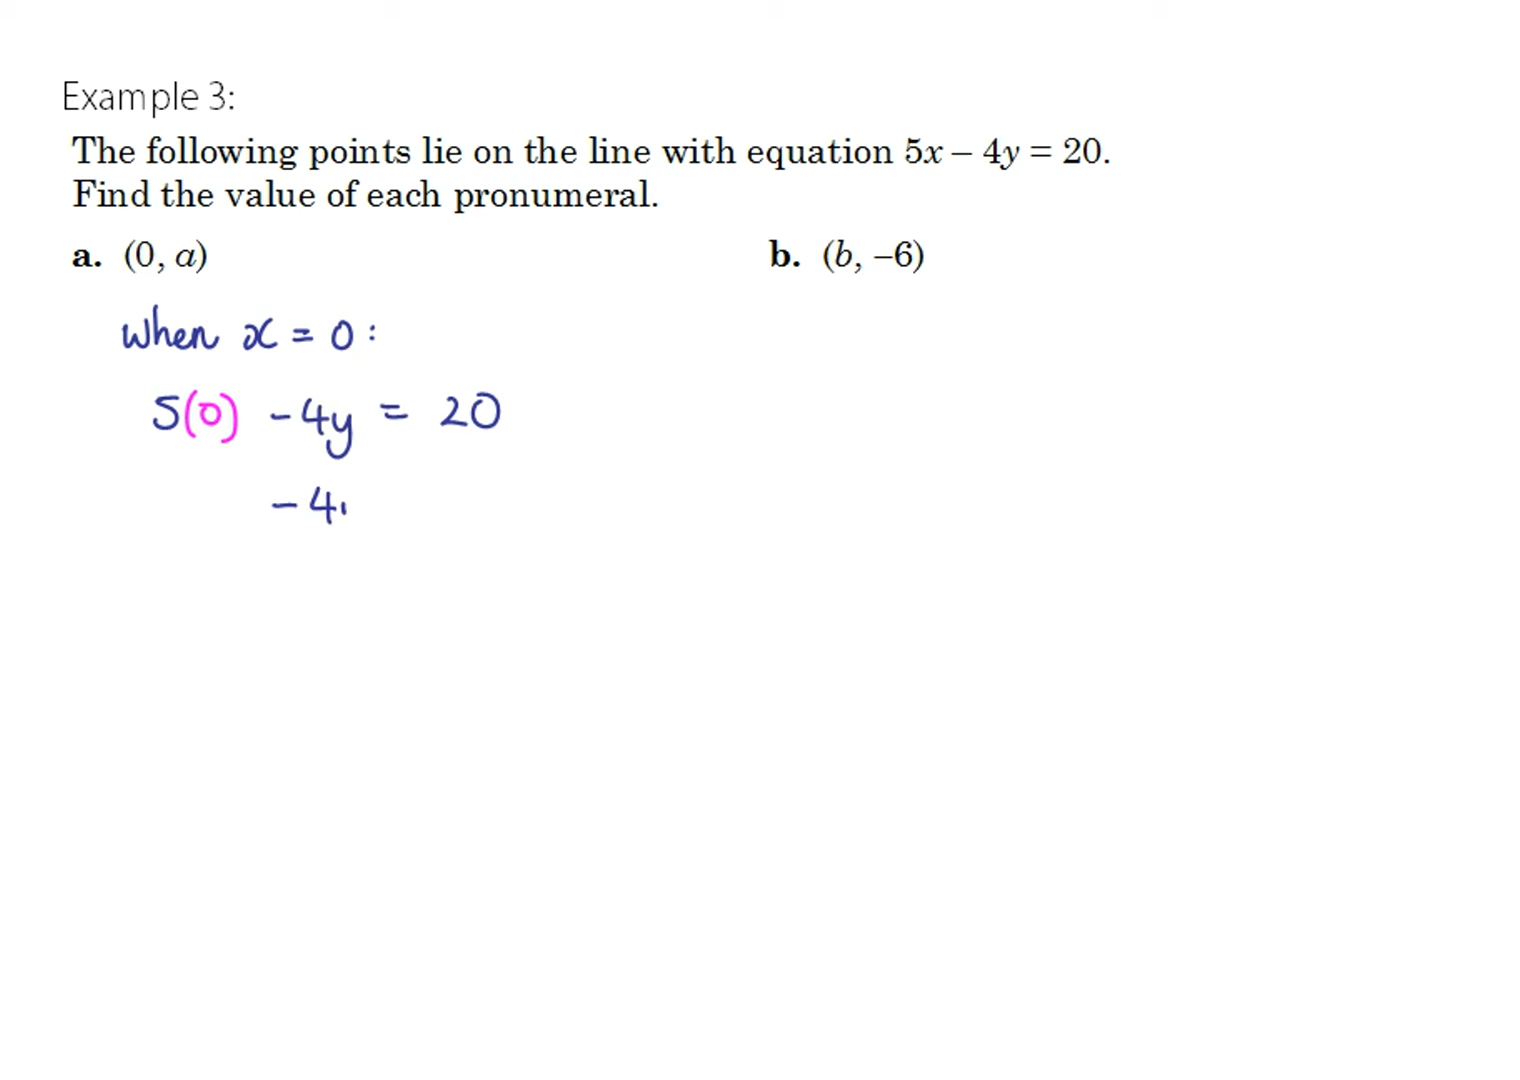 Example 3:
The following points lie on the line with equation 5x – 4y = 20.
Find the value of each pronumeral.
a. (0, a)
b. (b, –6)
When x = 0 :
5(0) - 4y = 20
- 4